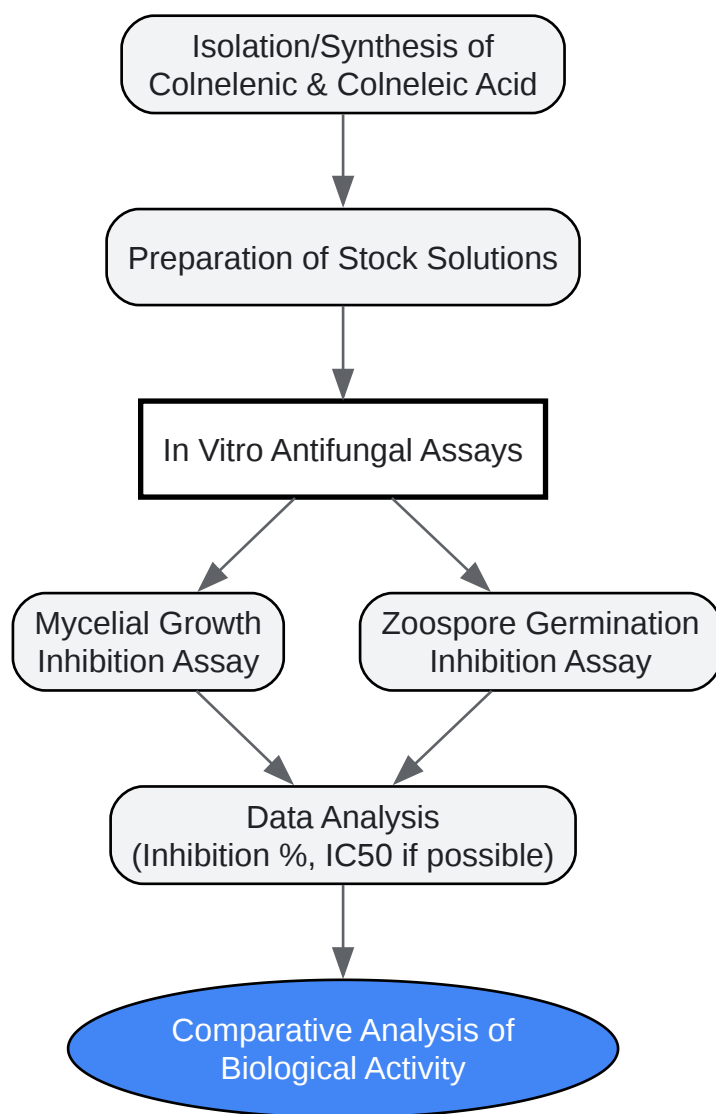 Isolation/Synthesis of
Colnelenic & Colneleic Acid
Preparation of Stock Solutions
In Vitro Antifungal Assays
Mycelial Growth
Inhibition Assay
Zoospore Germination
Inhibition Assay
Data Analysis
(Inhibition %, IC50 if possible)
Comparative Analysis of
Biological Activity